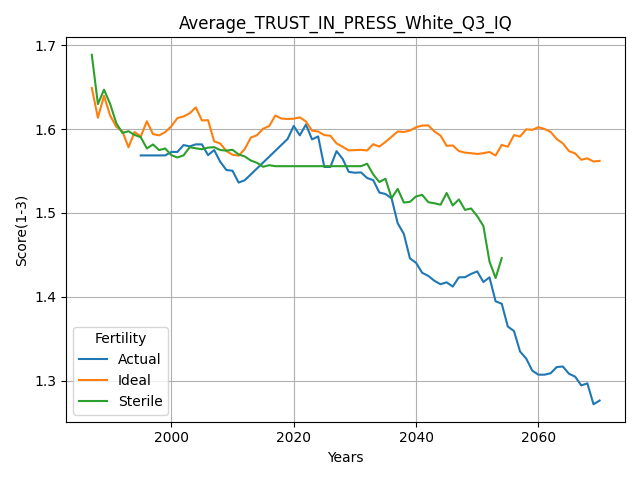 Average_TRUST_IN_PRESS_White_Q3_IQ
1.7
1.6
1.5
1.4
1.3
Score(1-3)
Fertility
Actual
Ideal
Sterile
2000
2020
2040
2060
Years